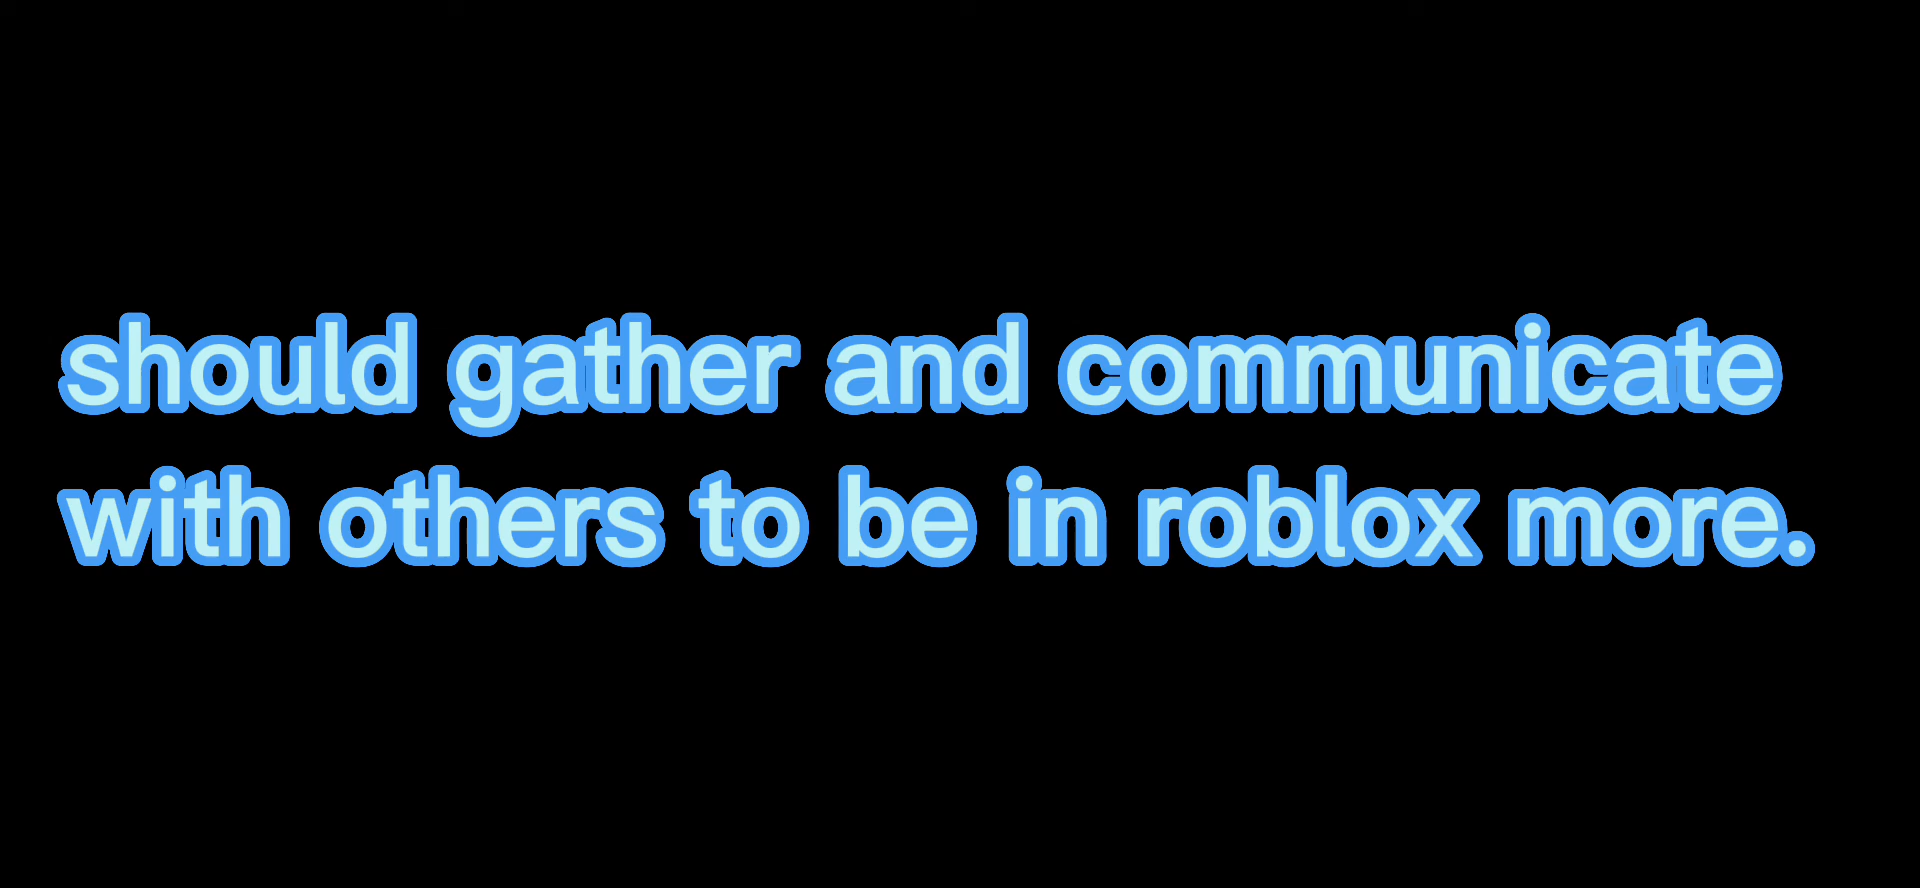 should gather and communicate
with others to be in roblox more.